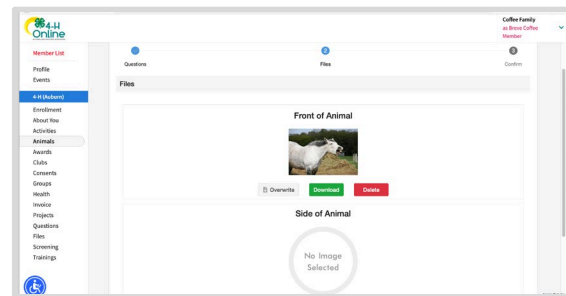 4-H
Online
Coffee Family
as Breve Coffee
Member
Member List
Profile
Events
4-H (Auburn)
Enrollment
About You
Activities
Animals
Awards
Clubs
Consents
Groups
Health
Invoice
Projects
Questions
Files
Screening
Trainings
2
3
Questions
Files
Confirm
Files
Front of Animal
Overwrite
Download
Delete
Side of Animal
No Image
Selected